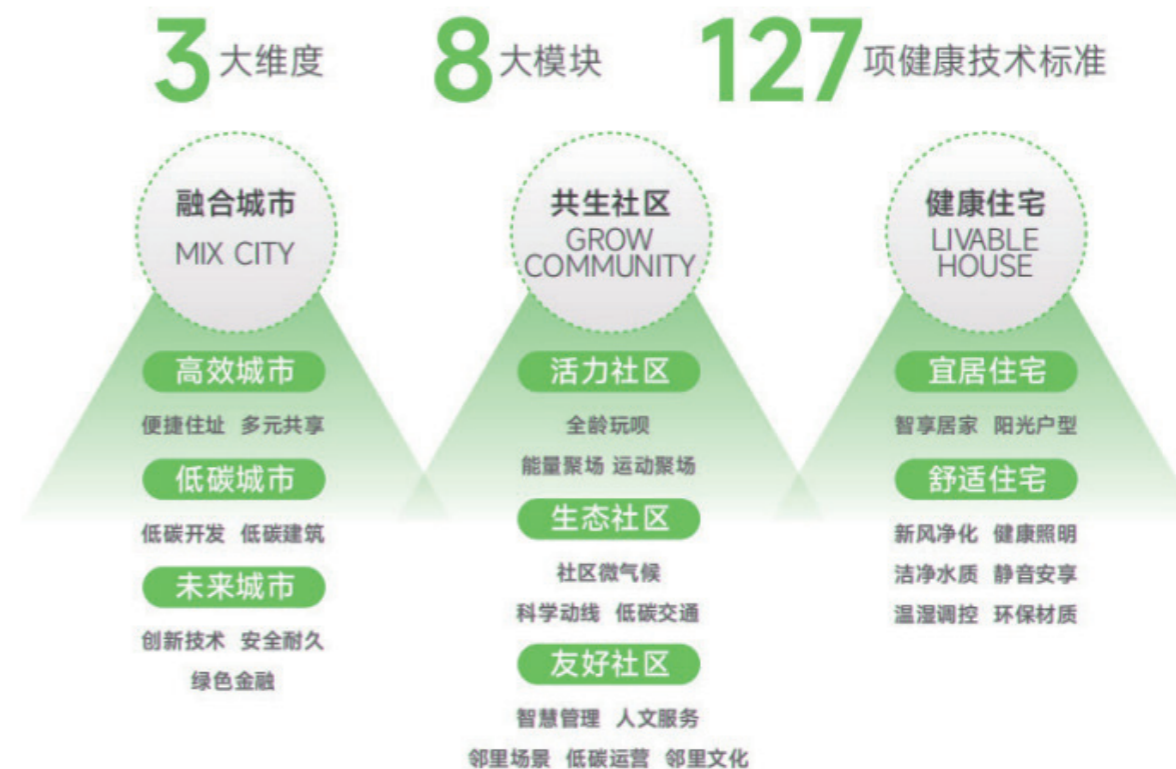 3大维度
8大模块
127项健康技术标准
融合城市
MIX CITY
高效城市
便捷住址 多元共享
低碳城市
低碳开发 低碳建筑
未来城市
创新技术 安全耐久
绿色金融
共生社区
GROW
COMMUNITY
活力社区
全龄玩呗
能量聚场 运动聚场
生态社区
社区微气候
科学动线 低碳交通
友好社区
智慧管理 人文服务
邻里场景 低碳运营 邻里文化
健康住宅
LIVABLE
HOUSE
宜居住宅
智享居家 阳光户型
舒适住宅
新风净化 健康照明
洁净水质 静音安享
温湿调控 环保材质